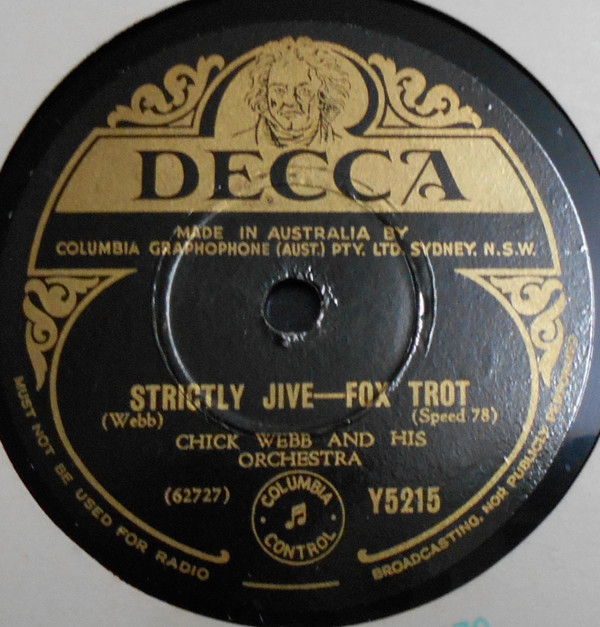 DECCA
MADE IN AUSTRALIA BY
COLUMBIA GRAPHOPHONE (AUST.) PTY. LTD. SYDNEY. N.S.W.
STRICTLY JIVE—FOX TROT
(Webb) (Speed 78)
CHICK WEBB AND HIS
ORCHESTRA
(62727) Y5215
COLUMBIA
CONTROL
MUST NOT BE USED FOR RADIO
BROADCASTING, NOR PUBLICLY PERFORMED